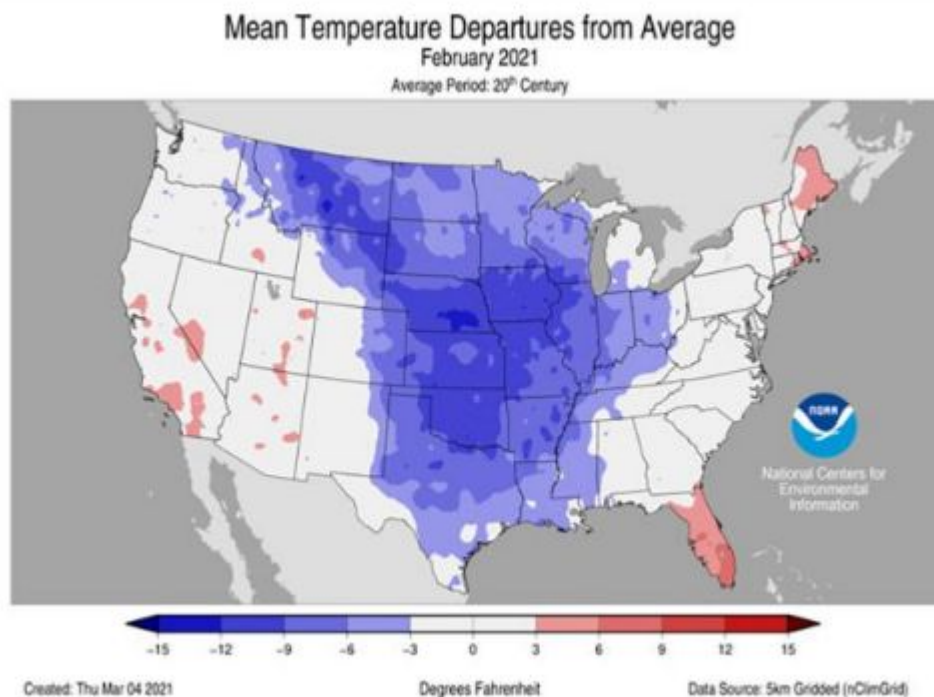 Mean Temperature Departures from Average
February 2021
Average Period: 20th Century
NOAA
National Centers for
Environmental
Information
-15 -12 -9 -6 -3 0 3 6 9 12 15
Created: Thu Mar 04 2021 Degrees Fahrenheit Data Source: 5km Gridded (nClimGrid)